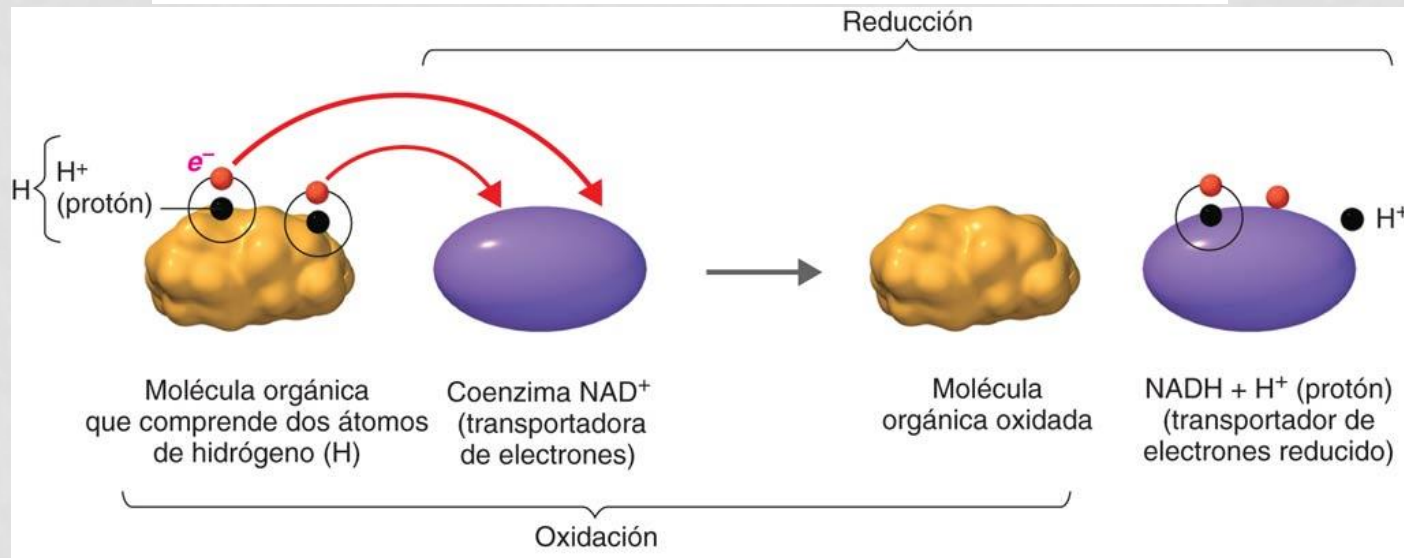 Reducción
e⁻
H
H⁺
(protón)
H⁺
Molécula orgánica
que comprende dos átomos
de hidrógeno (H)
Coenzima NAD⁺
(transportadora
de electrones)
Molécula
orgánica oxidada
NADH + H⁺ (protón)
(transportador de
electrones reducido)
Oxidación